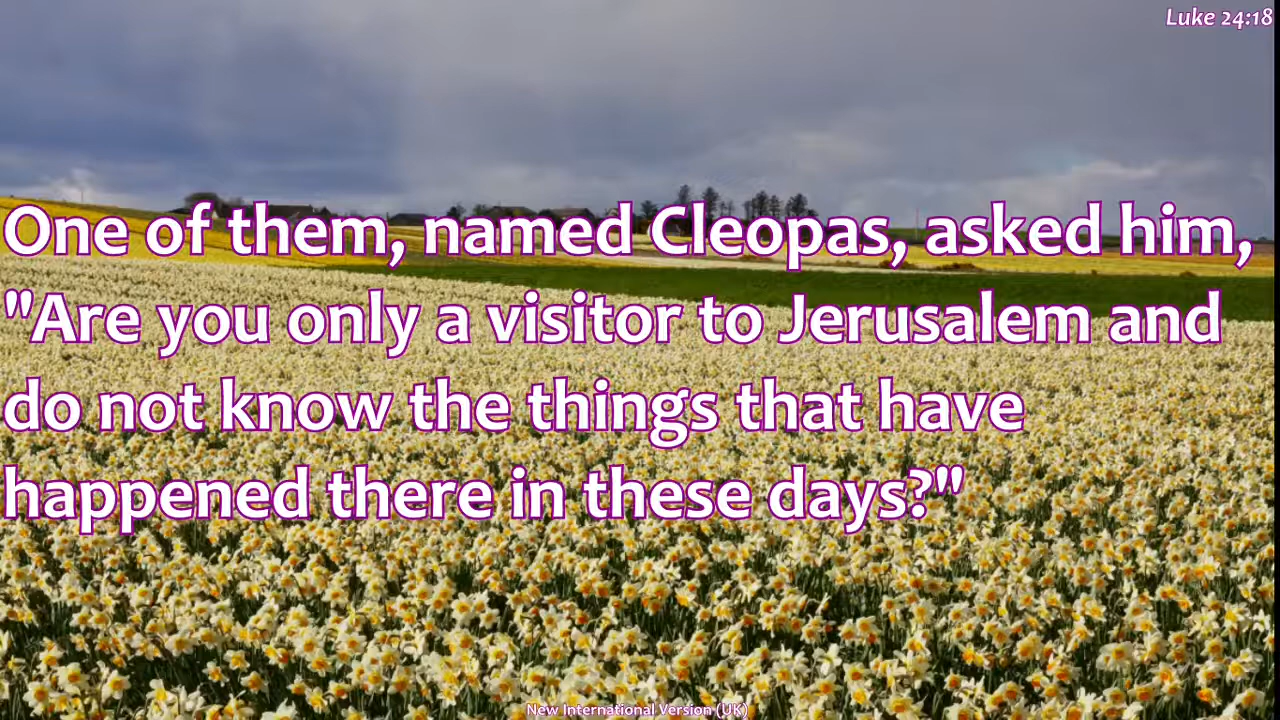 Luke 24:18
One of them, named Cleopas, asked him,
"Are you only a visitor to Jerusalem and
do not know the things that have
happened there in these days?"
New International Version (UK)